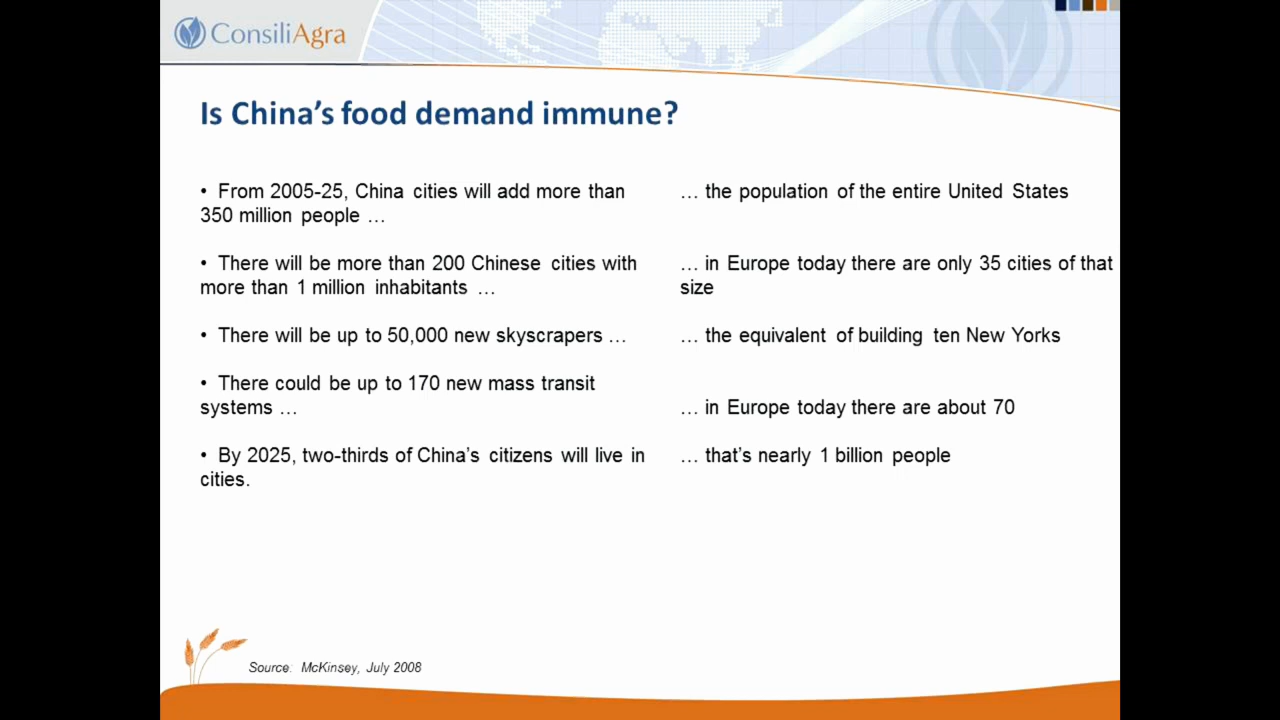 ConsiliAgra
Is China's food demand immune?
• From 2005-25, China cities will add more than
350 million people …
… the population of the entire United States
• There will be more than 200 Chinese cities with
more than 1 million inhabitants …
… in Europe today there are only 35 cities of that
size
• There will be up to 50,000 new skyscrapers …
… the equivalent of building ten New Yorks
• There could be up to 170 new mass transit
systems …
… in Europe today there are about 70
• By 2025, two-thirds of China's citizens will live in
cities.
… that's nearly 1 billion people
Source: McKinsey, July 2008